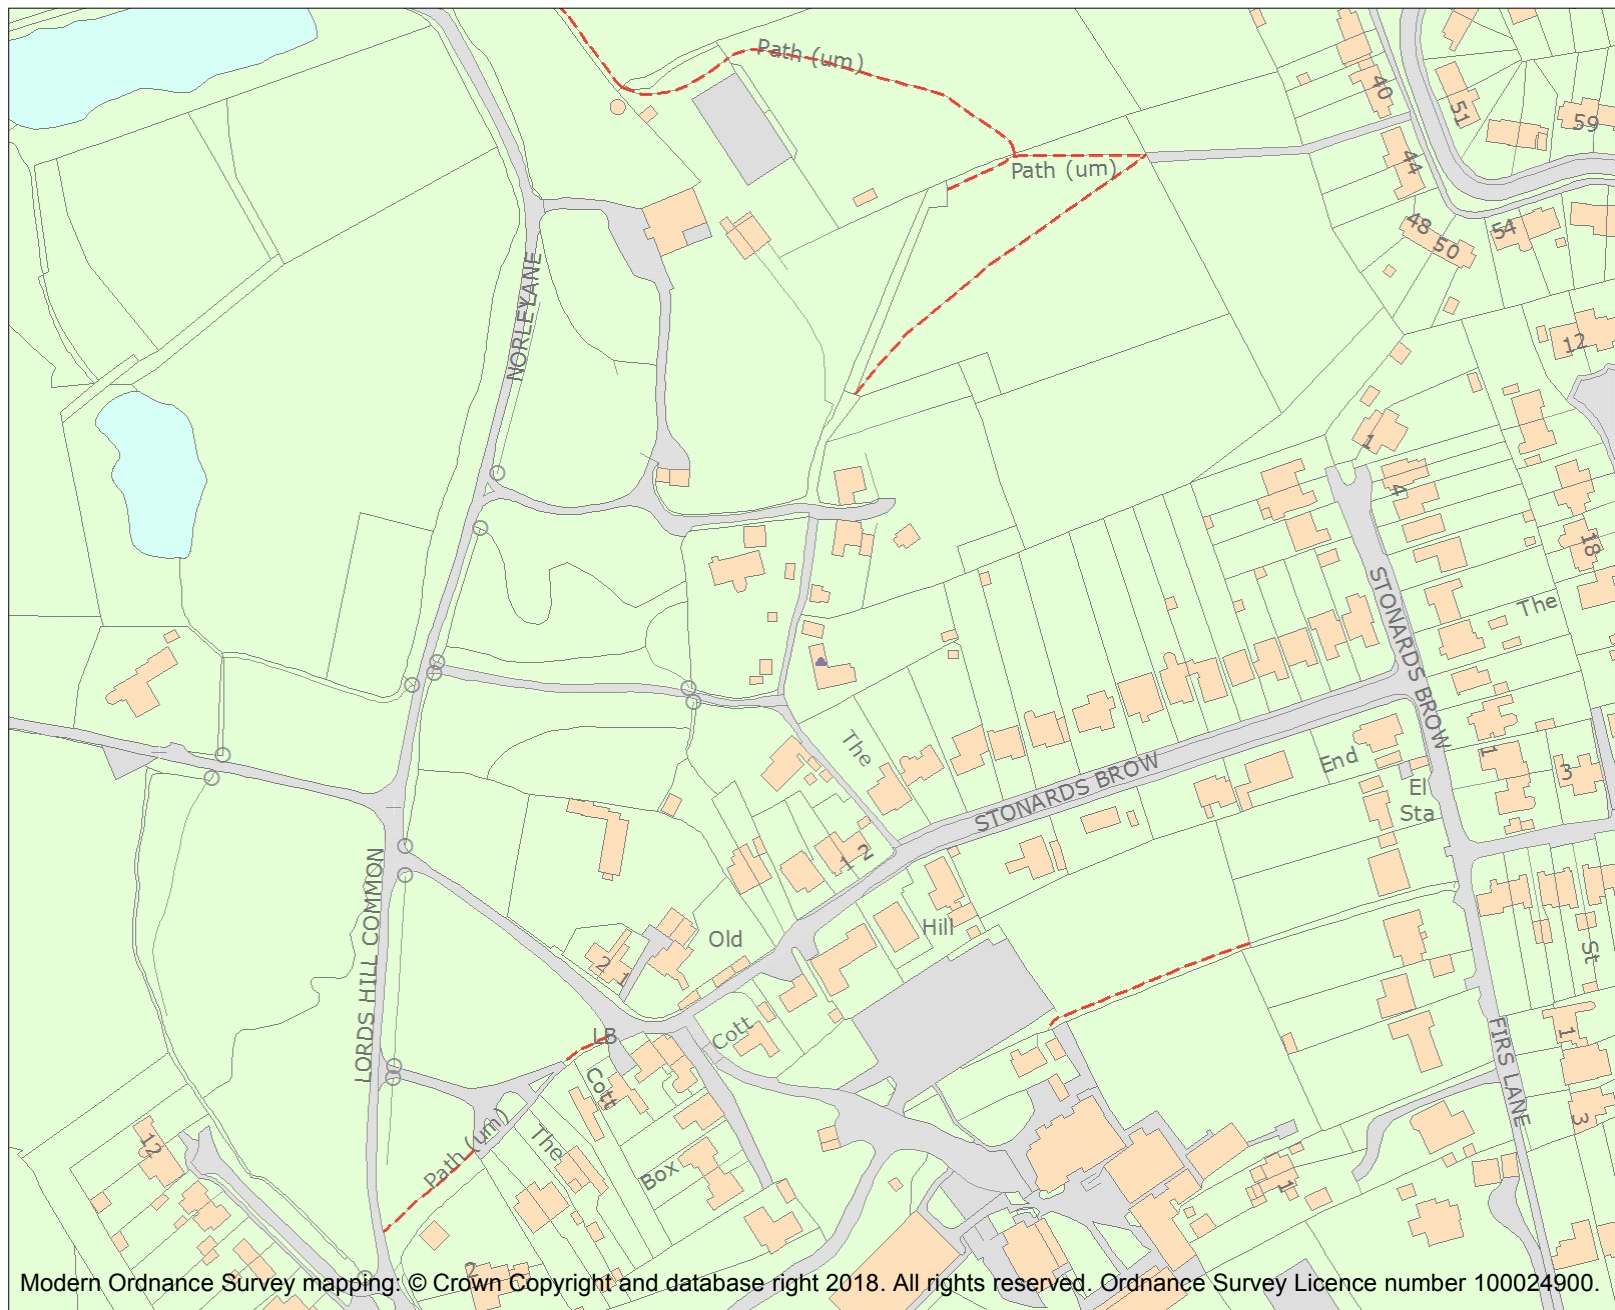 Path (um)
40
51
59
Path (um)
44
48
50
54
NORLEY LANE
12
1
4
18
STONARDS BROW
The
The
End
1
3
STONARDS BROW
El
Sta
1 2
LORDS HILL COMMON
Old
Hill
2 1
St
LB
Cott
Cott
FIRS LANE
1
3
Path (um)
The
Box
12
1
2
Modern Ordnance Survey mapping: © Crown Copyright and database right 2018. All rights reserved. Ordnance Survey Licence number 100024900.